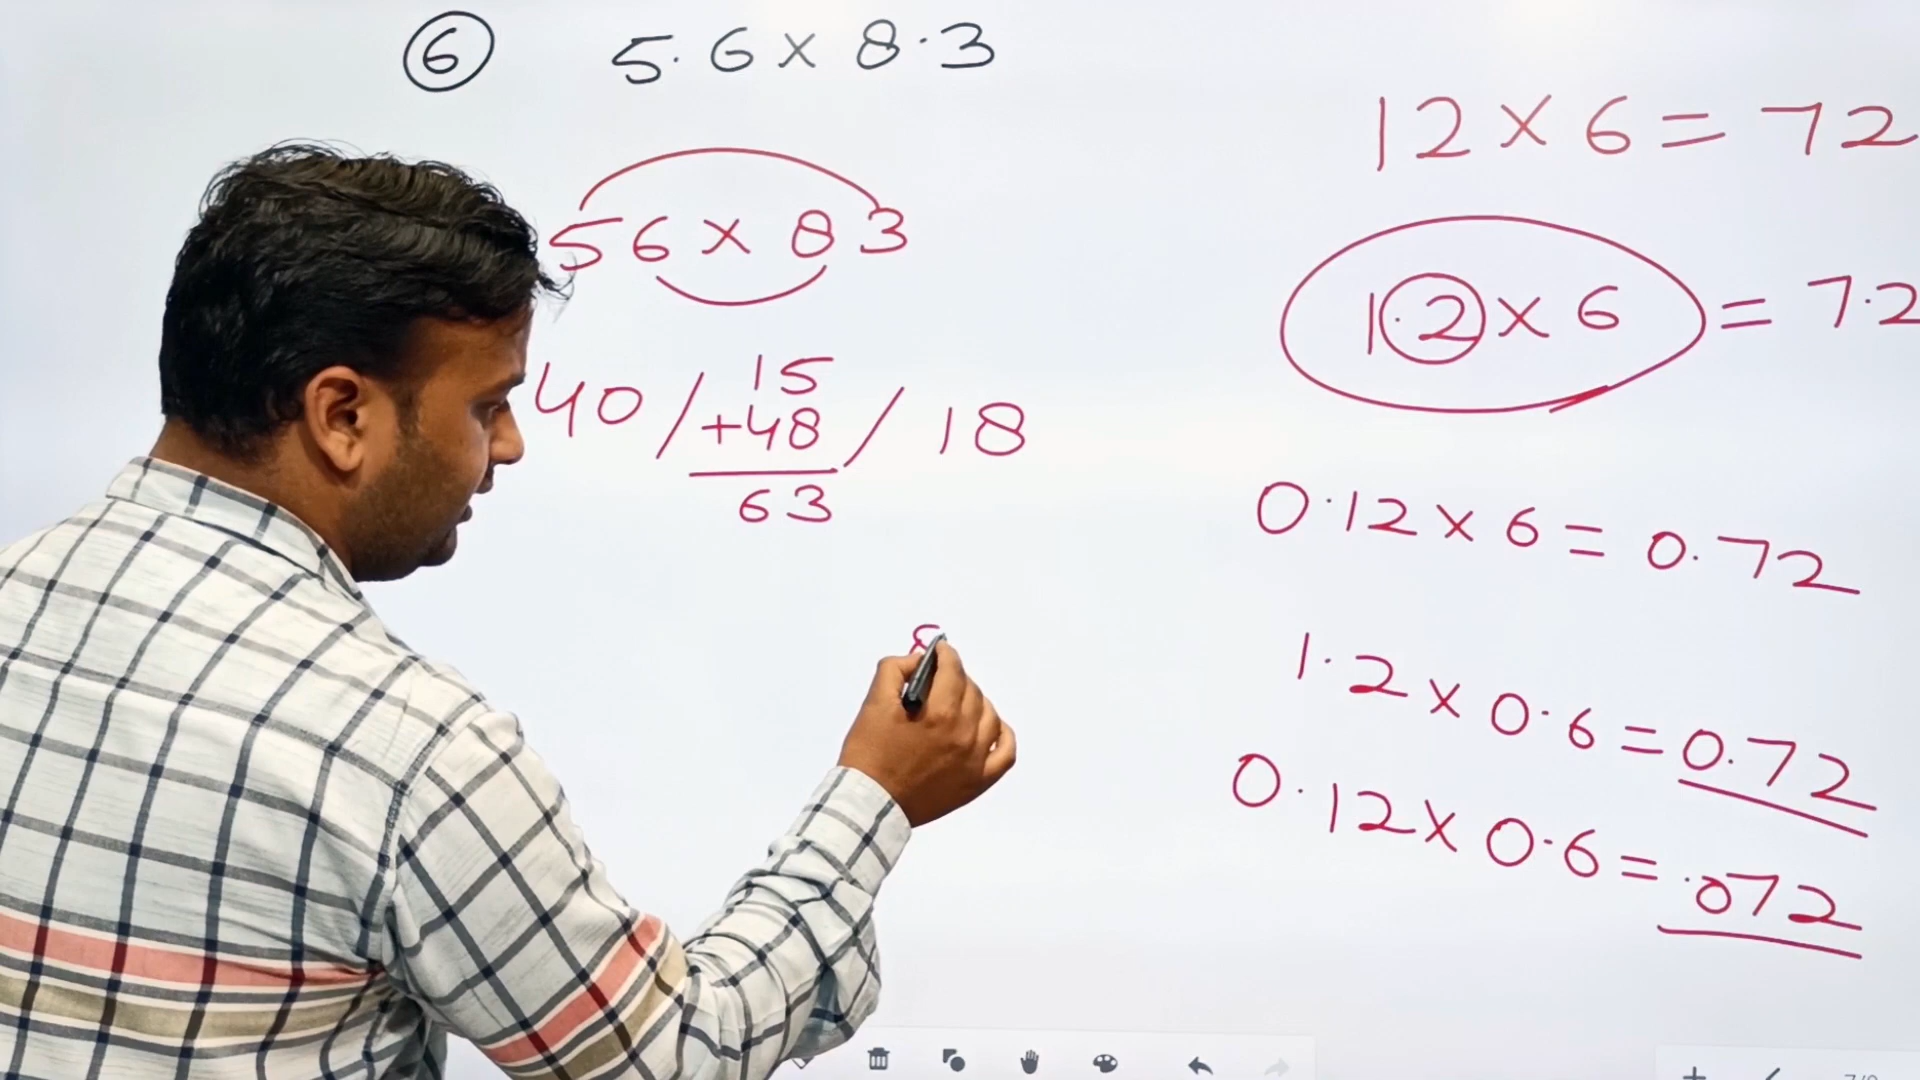 6 5.6 x 8.3
56 x 83
15
40 / +48 / 18
63
8
12 x 6 = 72
1.2 x 6 = 7.2
0.12 x 6 = 0.72
1.2 x 0.6 = 0.72
0.12 x 0.6 = .072